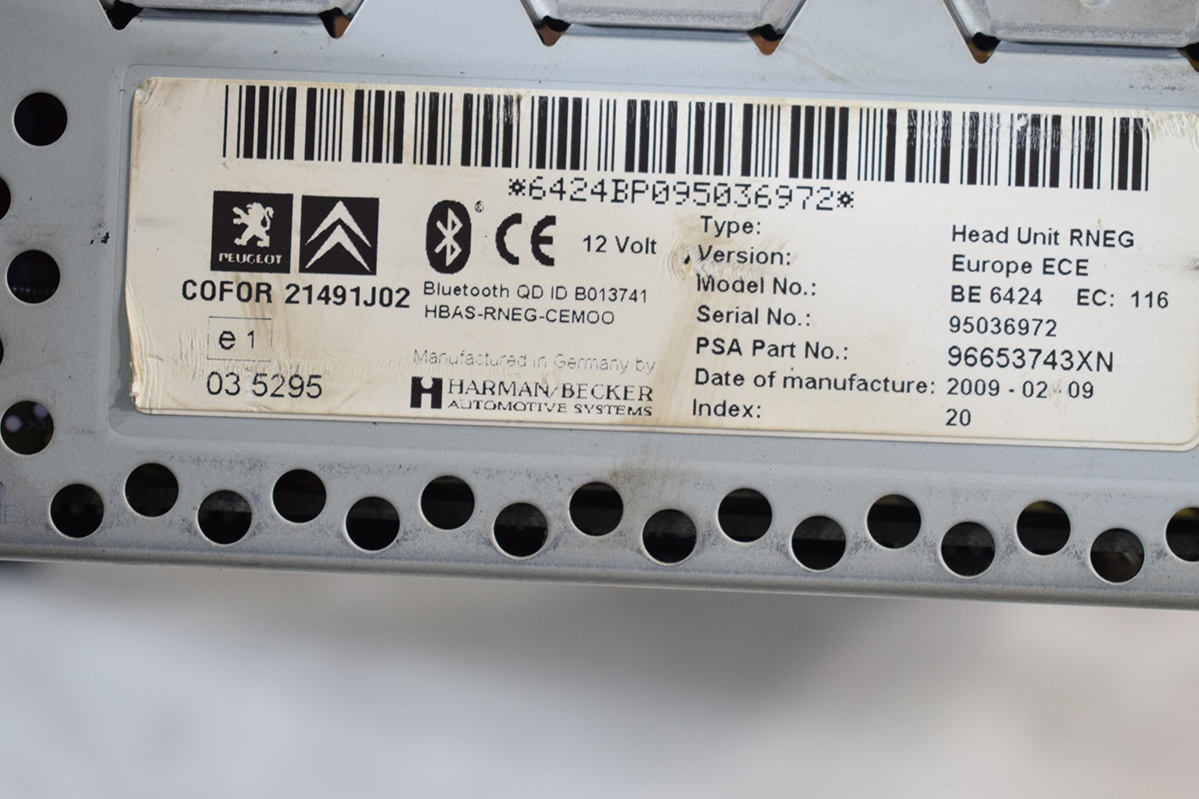 *6424BP095036972*
PEUGEOT
® CE 12 Volt
COFOR 21491J02
Bluetooth QD ID B013741
HBAS-RNEG-CEMOO
e 1
03 5295
Manufactured in Germany by
HARMAN/BECKER
AUTOMOTIVE SYSTEMS
Type: Head Unit RNEG
Version: Europe ECE
Model No.: BE 6424 EC: 116
Serial No.: 95036972
PSA Part No.: 96653743XN
Date of manufacture: 2009 - 02 - 09
Index: 20